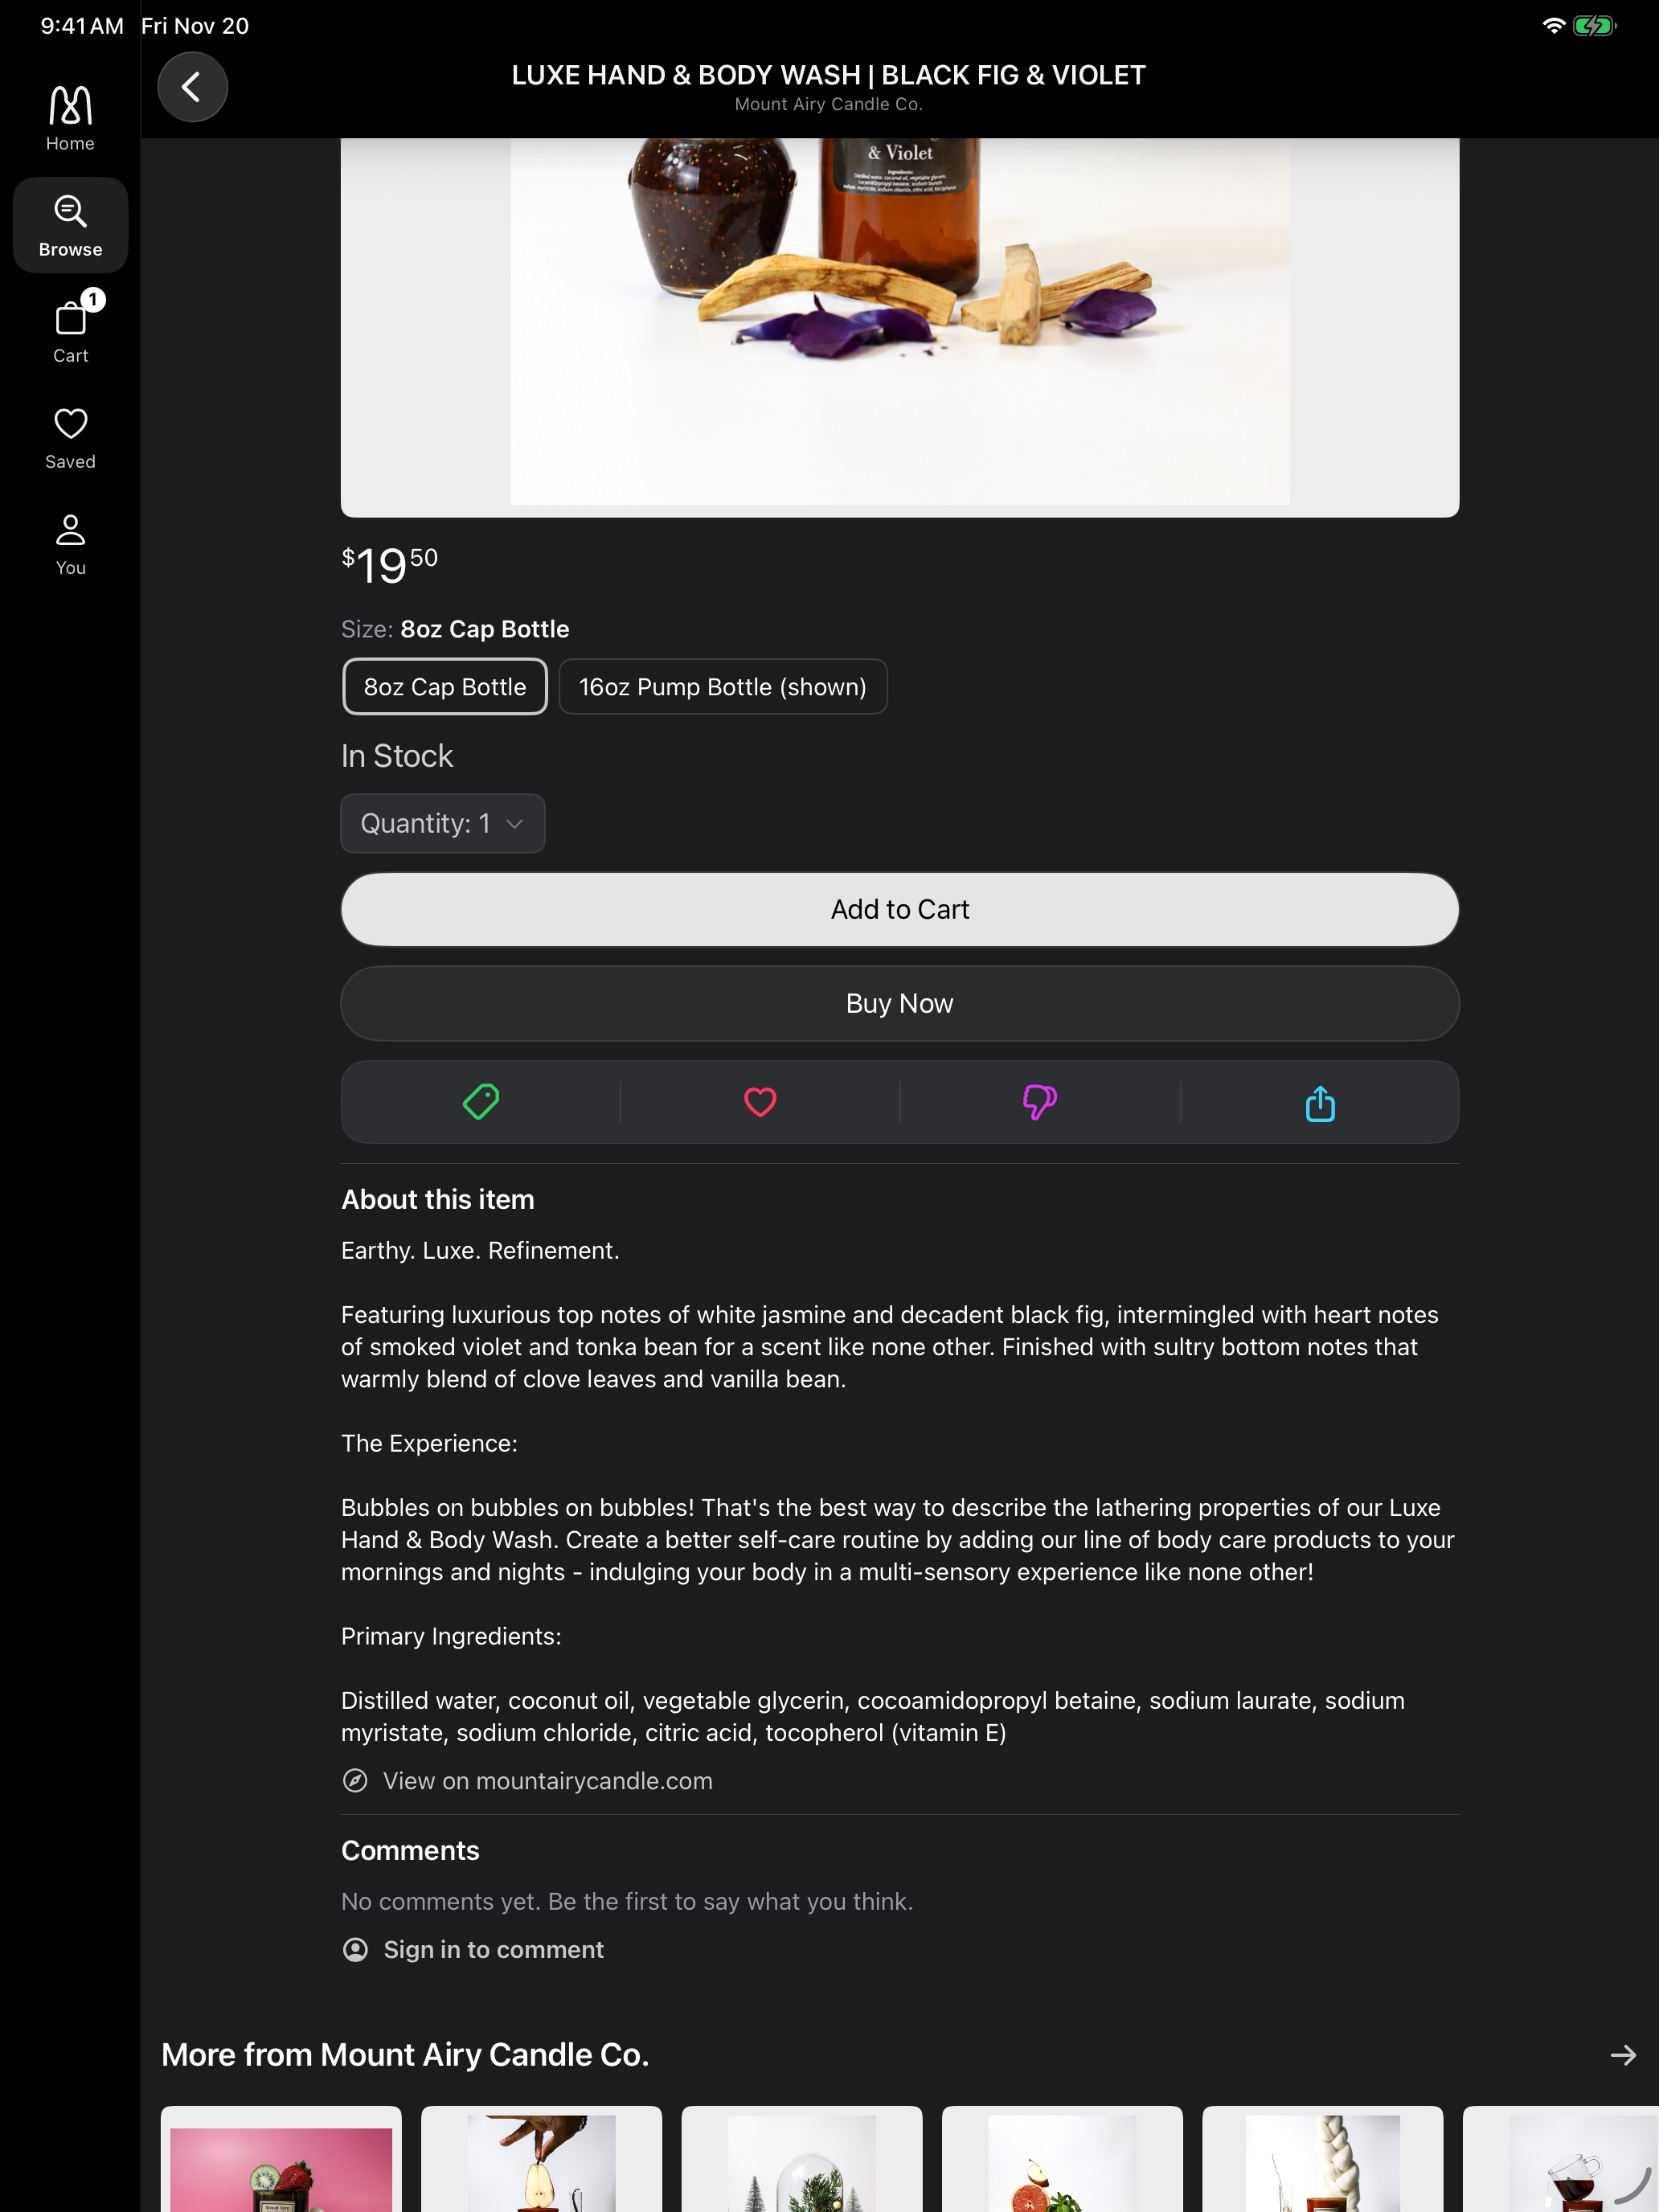 9:41 AM Fri Nov 20
Home
Browse
1
Cart
Saved
You
LUXE HAND & BODY WASH | BLACK FIG & VIOLET
Mount Airy Candle Co.
& Violet
Ingredients:
$19.50
Size: 8oz Cap Bottle
8oz Cap Bottle
16oz Pump Bottle (shown)
In Stock
Quantity: 1
Add to Cart
Buy Now
About this item
Earthy. Luxe. Refinement.
Featuring luxurious top notes of white jasmine and decadent black fig, intermingled with heart notes
of smoked violet and tonka bean for a scent like none other. Finished with sultry bottom notes that
warmly blend of clove leaves and vanilla bean.
The Experience:
Bubbles on bubbles on bubbles! That's the best way to describe the lathering properties of our Luxe
Hand & Body Wash. Create a better self-care routine by adding our line of body care products to your
mornings and nights - indulging your body in a multi-sensory experience like none other!
Primary Ingredients:
Distilled water, coconut oil, vegetable glycerin, cocoamidopropyl betaine, sodium laurate, sodium
myristate, sodium chloride, citric acid, tocopherol (vitamin E)
View on mountairycandle.com
Comments
No comments yet. Be the first to say what you think.
Sign in to comment
More from Mount Airy Candle Co.
Mount Airy